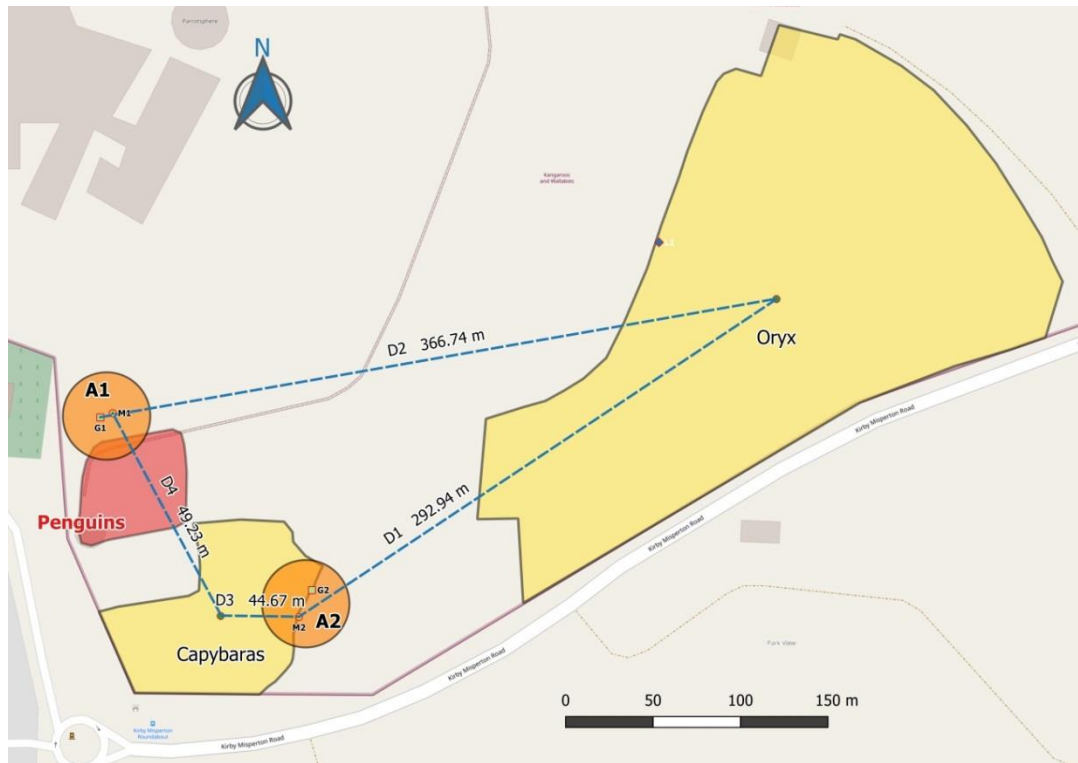 Parrotsphere
N
Kangaroos
and Wallabies
D2 366.74 m
Oryx
A1
M1
G1
Kirby Misperton Road
D4 49.23 m
Penguins
D1 292.94 m
Kirby Misperton Road
G2
D3 44.67 m
M2
A2
Capybaras
Park View
Kirby Misperton Road
0 50 100 150 m
Kirby Misperton
Roundabout
Kirby Misperton Road